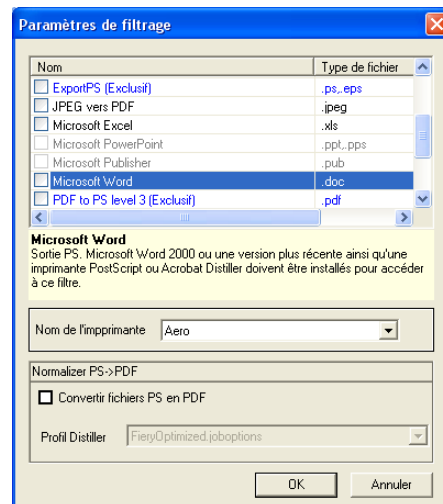 Paramètres de filtrage
Nom Type de fichier
ExportPS (Exclusif) .ps,.eps
JPEG vers PDF .jpeg
Microsoft Excel .xls
Microsoft PowerPoint .ppt,.pps
Microsoft Publisher .pub
Microsoft Word .doc
PDF to PS level 3 (Exclusif) .pdf
Microsoft Word
Sortie PS. Microsoft Word 2000 ou une version plus récente ainsi qu'une
imprimante PostScript ou Acrobat Distiller doivent être installés pour accéder
à ce filtre.
Nom de l'impprimante Aero
Normalizer PS->PDF
Convertir fichiers PS en PDF
Profil Distiller FieryOptimized.joboptions
OK Annuler